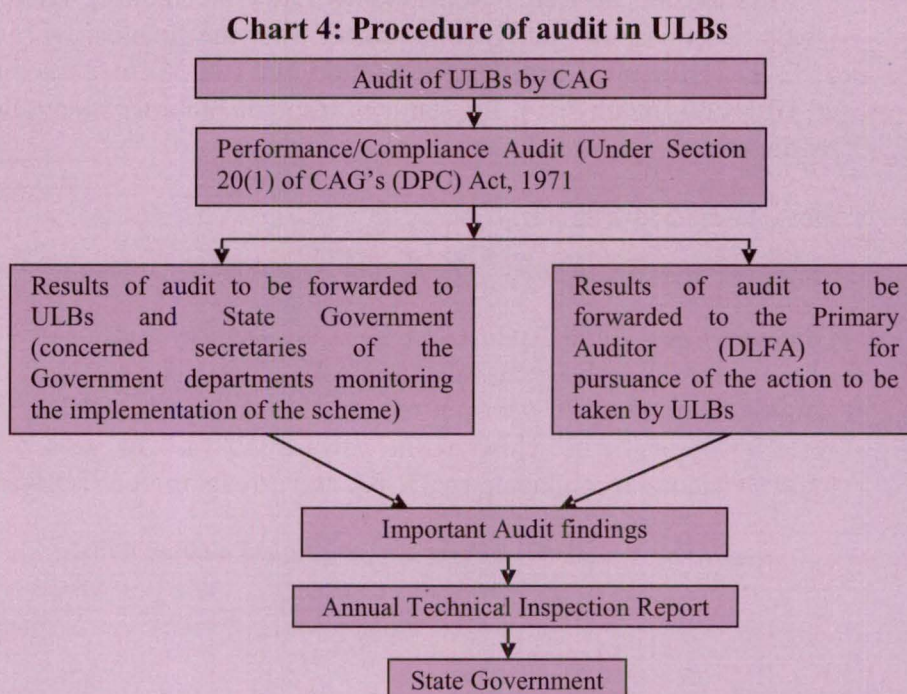 Chart 4: Procedure of audit in ULBs
Audit of ULBs by CAG
Performance/Compliance Audit (Under Section
20(1) of CAG's (DPC) Act, 1971
Results of audit to be forwarded to
ULBs and State Government
(concerned secretaries of the
Government departments monitoring
the implementation of the scheme)
Results of audit to be
forwarded to the Primary
Auditor (DLFA) for
pursuance of the action to be
taken by ULBs
Important Audit findings
Annual Technical Inspection Report
State Government